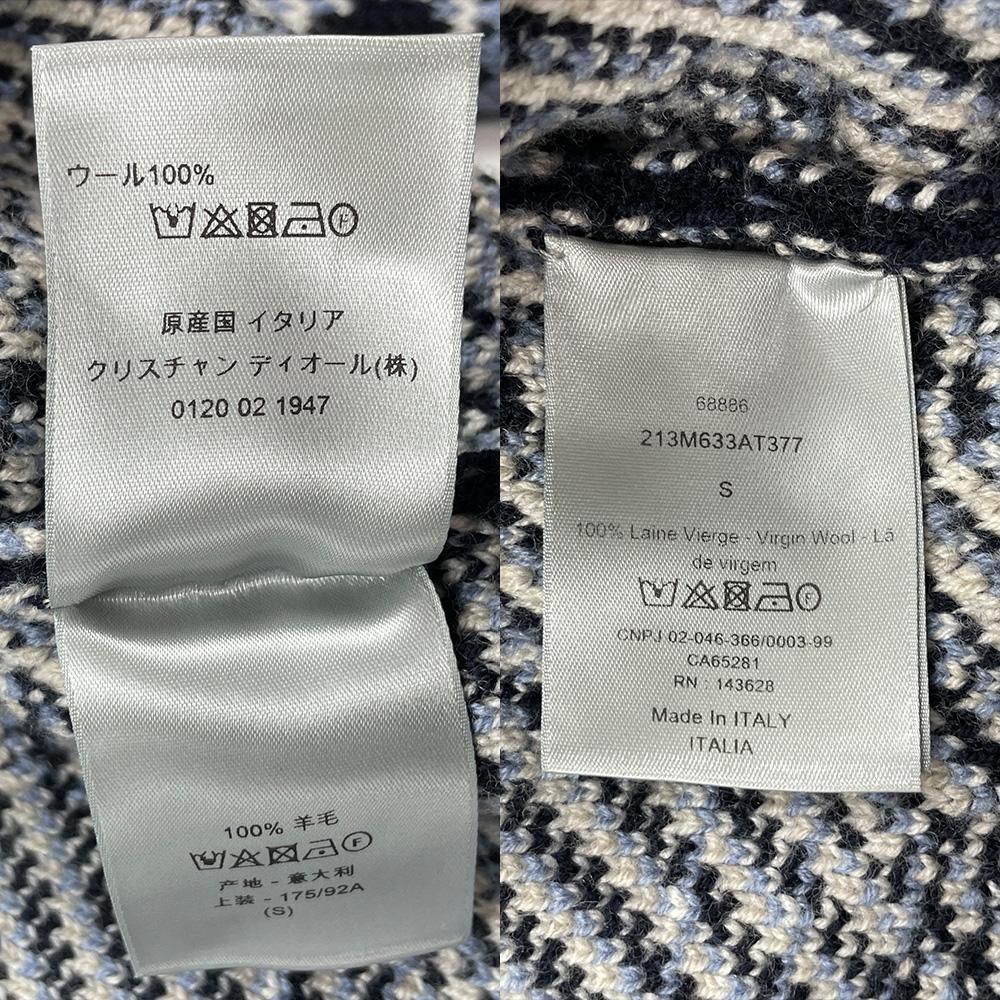 ウール100%
F
原産国 イタリア
クリスチャン ディオール(株)
0120 02 1947
100% 羊毛
F
产地 - 意大利
上装 - 175/92A
(S)
68886
213M633AT377
S
100% Laine Vierge - Virgin Wool - Lã
de virgem
F
CNPJ 02-046-366/0003-99
CA65281
RN : 143628
Made In ITALY
ITALIA